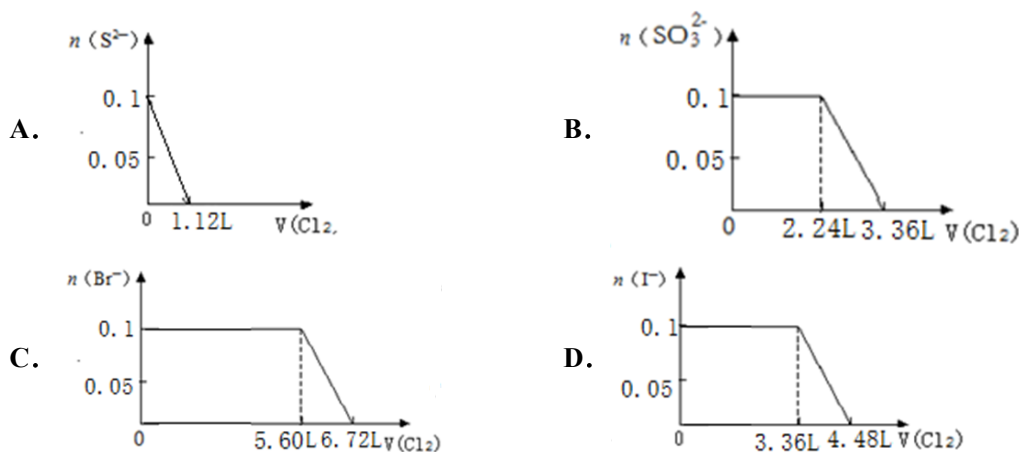 A.
n (S²⁻)
0.1
0.05
0
1.12L
V(Cl₂,
B.
n (SO₃²⁻)
0.1
0.05
0
2.24L
3.36L
V(Cl₂)
C.
n (Br⁻)
0.1
0.05
0
5.60L
6.72L
V(Cl₂)
D.
n (I⁻)
0.1
0.05
0
3.36L
4.48L
V(Cl₂)